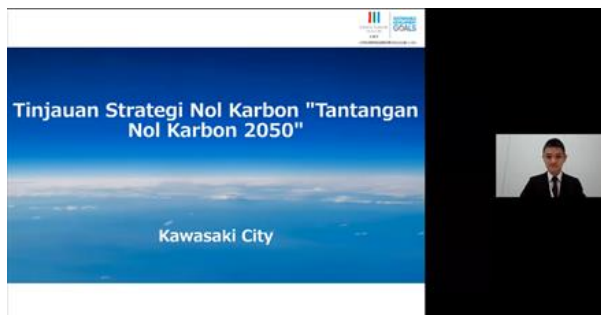 GOALS
Tinjauan Strategi Nol Karbon "Tantangan
Nol Karbon 2050"
Kawasaki City